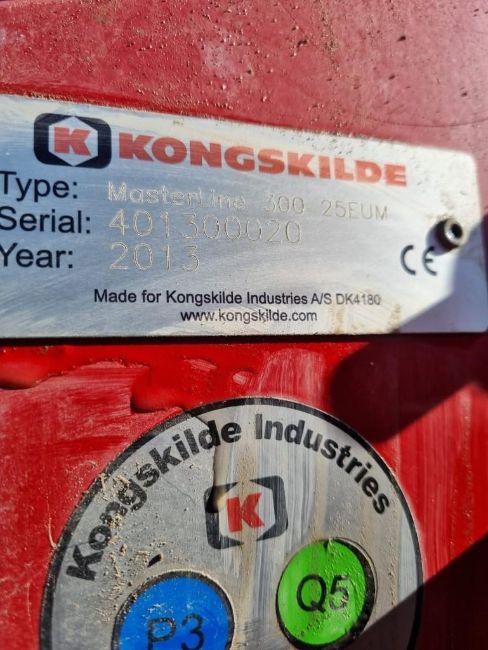 K KONGSKILDE
Type: MasterLine 300 25EUM
Serial: 401300020
Year: 2013
CE
Made for Kongskilde Industries A/S DK4180
www.kongskilde.com
Kongskilde Industries
K
P3 Q5